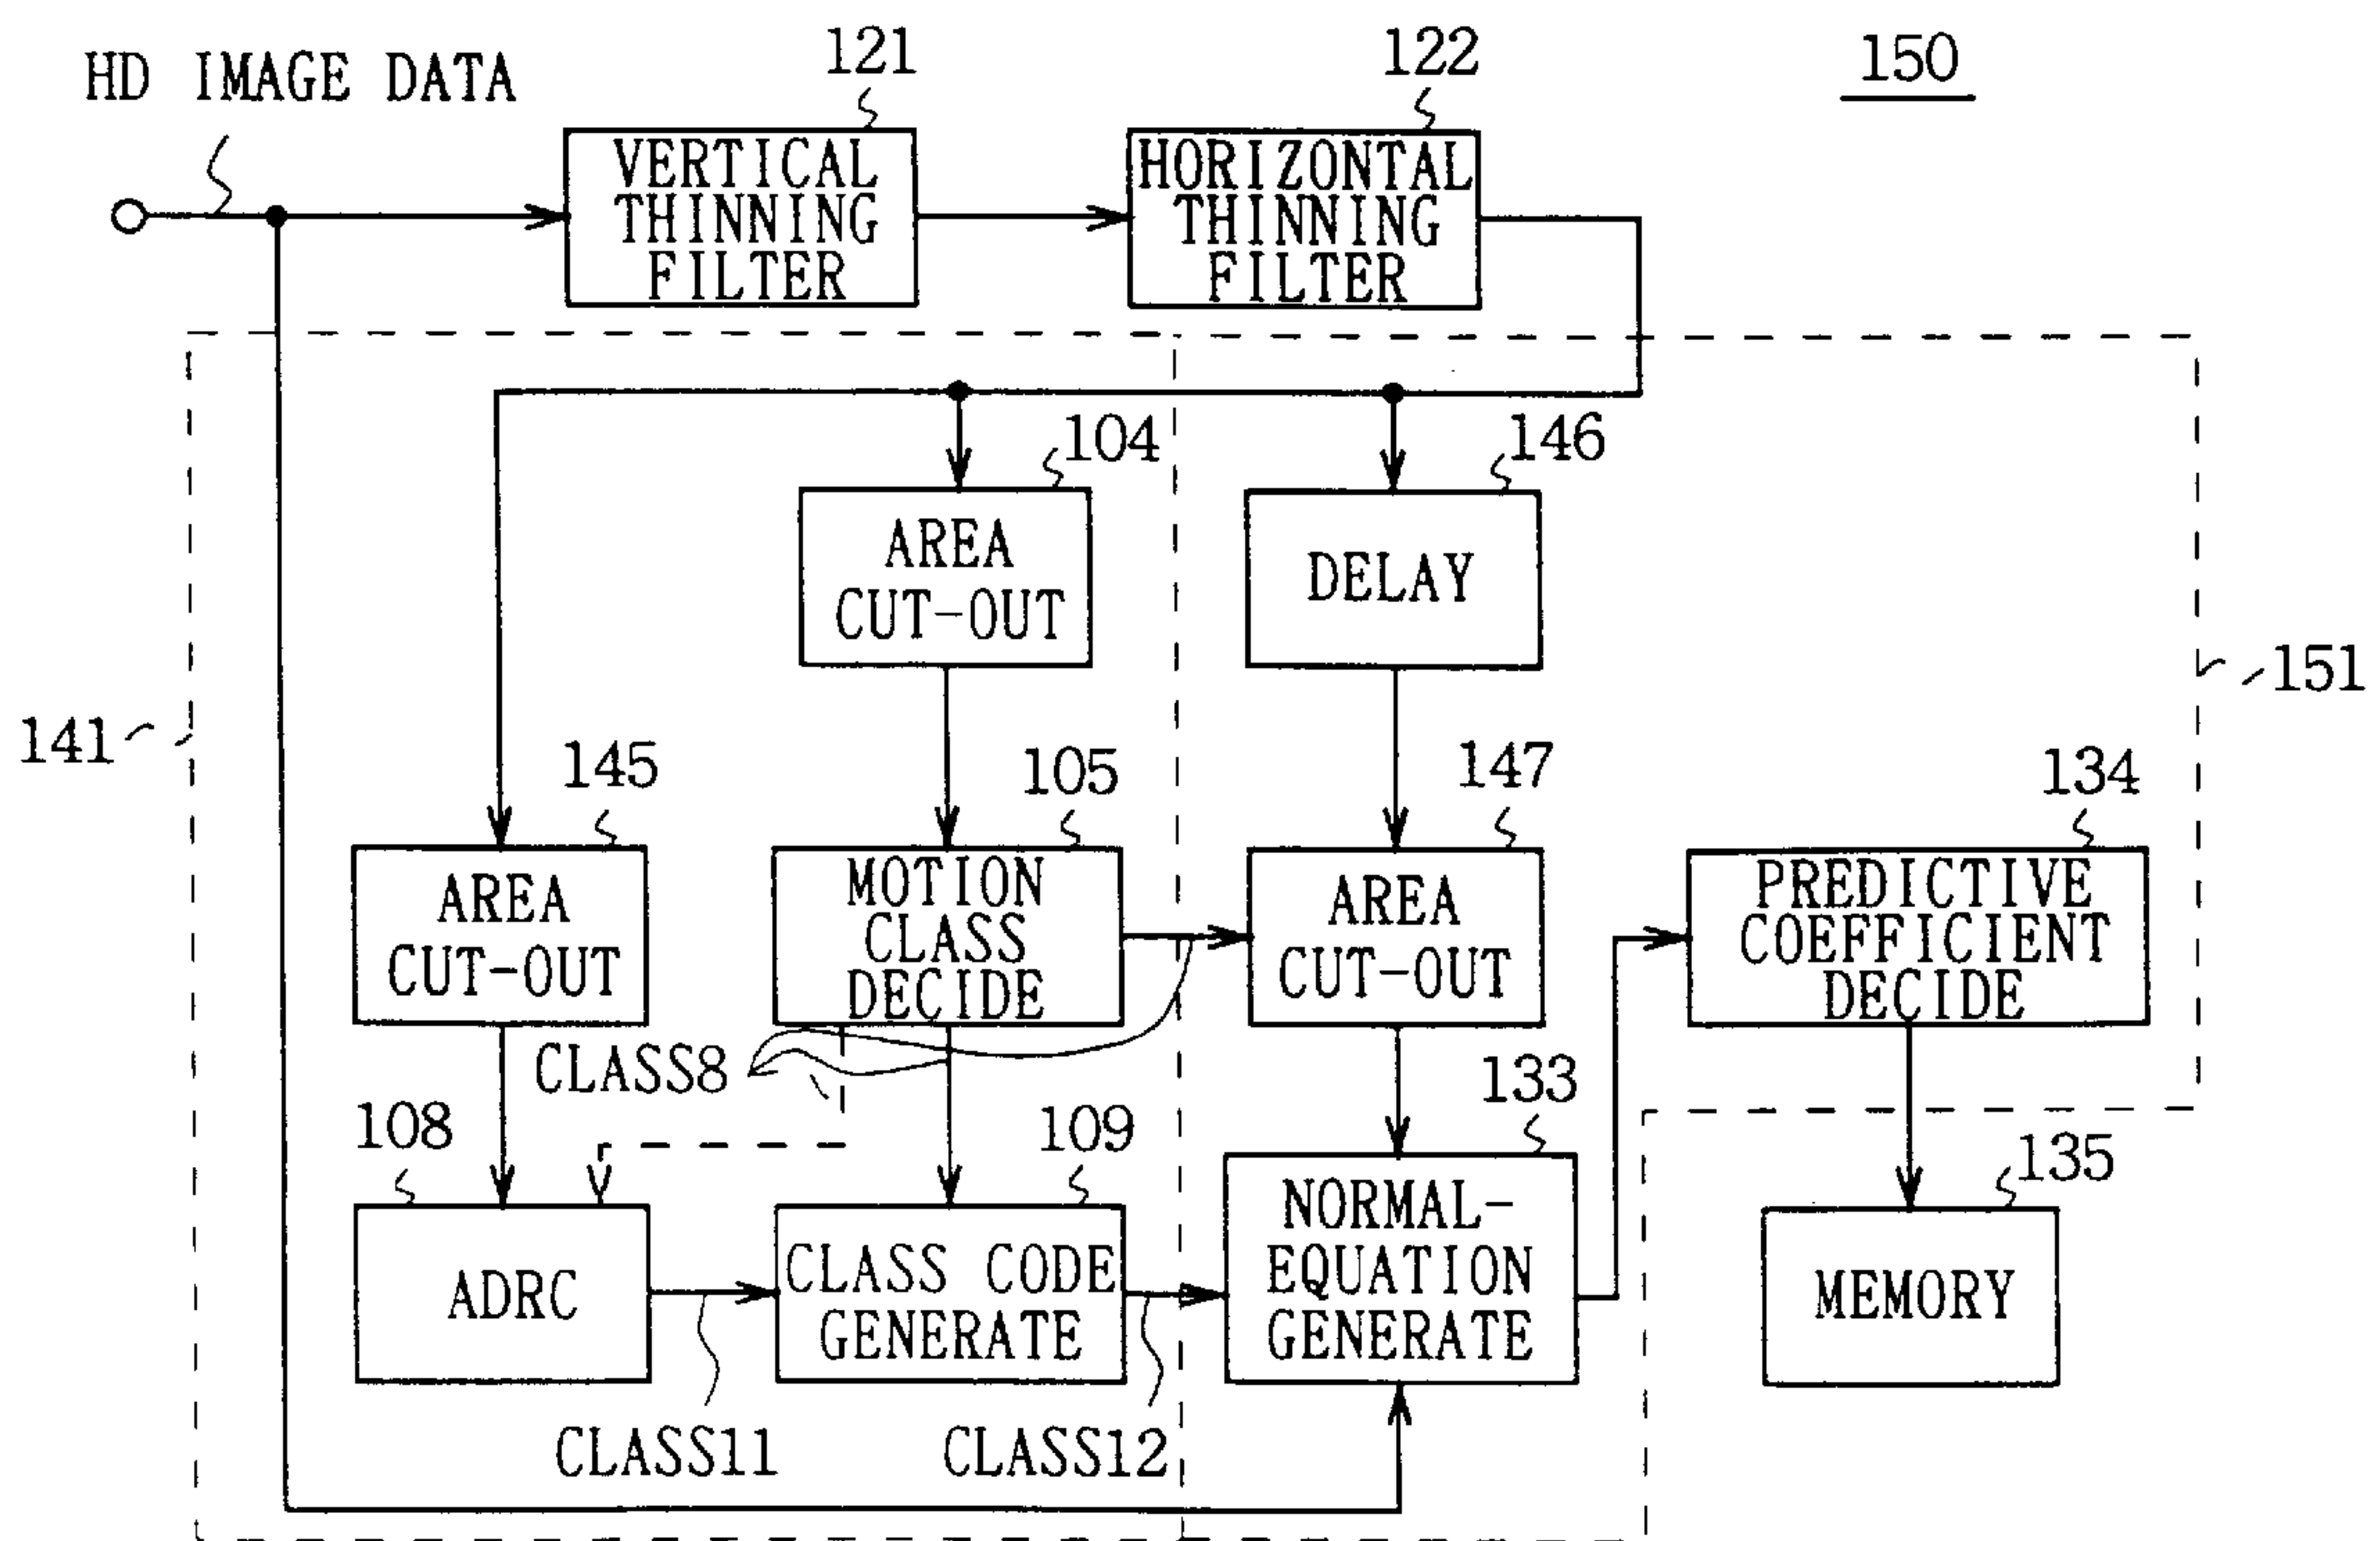 HD IMAGE DATA
121
122
150
VERTICAL
THINNING
FILTER
HORIZONTAL
THINNING
FILTER
104
146
AREA
CUT-OUT
DELAY
151
141
145
105
147
134
AREA
CUT-OUT
MOTION
CLASS
DECIDE
AREA
CUT-OUT
PREDICTIVE
COEFFICIENT
DECIDE
CLASS8
133
108
109
135
ADRC
CLASS CODE
GENERATE
NORMAL-
EQUATION
GENERATE
MEMORY
CLASS11
CLASS12